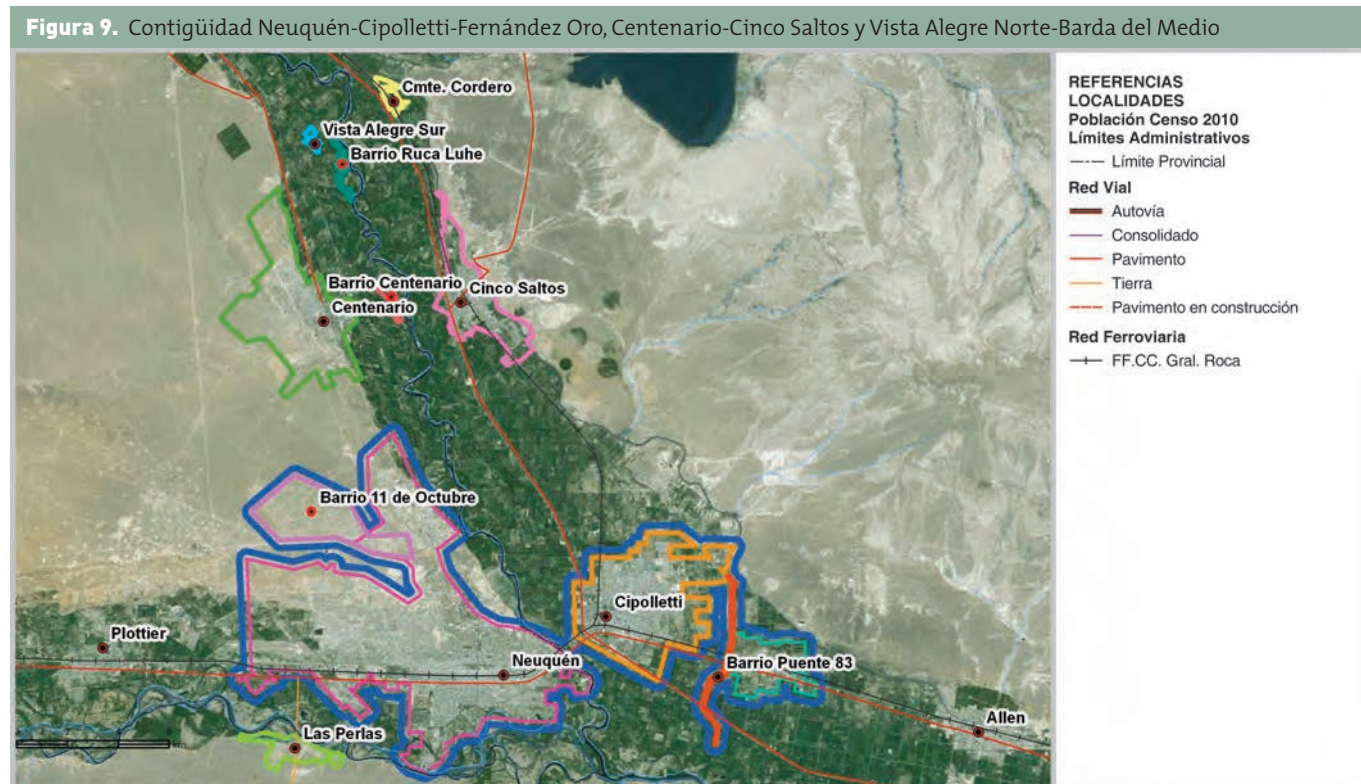 Figura 9. Contigüidad Neuquén-Cipolletti-Fernández Oro, Centenario-Cinco Saltos y Vista Alegre Norte-Barda del Medio
Cmte. Cordero
Vista Alegre Sur
Barrio Ruca Luhe
Barrio Centenario
Cinco Saltos
Centenario
Barrio 11 de Octubre
Cipolletti
Plottier
Neuquén
Barrio Puente 83
Allen
Las Perlas
REFERENCIAS
LOCALIDADES
Población Censo 2010
Límites Administrativos
Límite Provincial
Red Vial
Autovía
Consolidado
Pavimento
Tierra
Pavimento en construcción
Red Ferroviaria
FF.CC. Gral. Roca